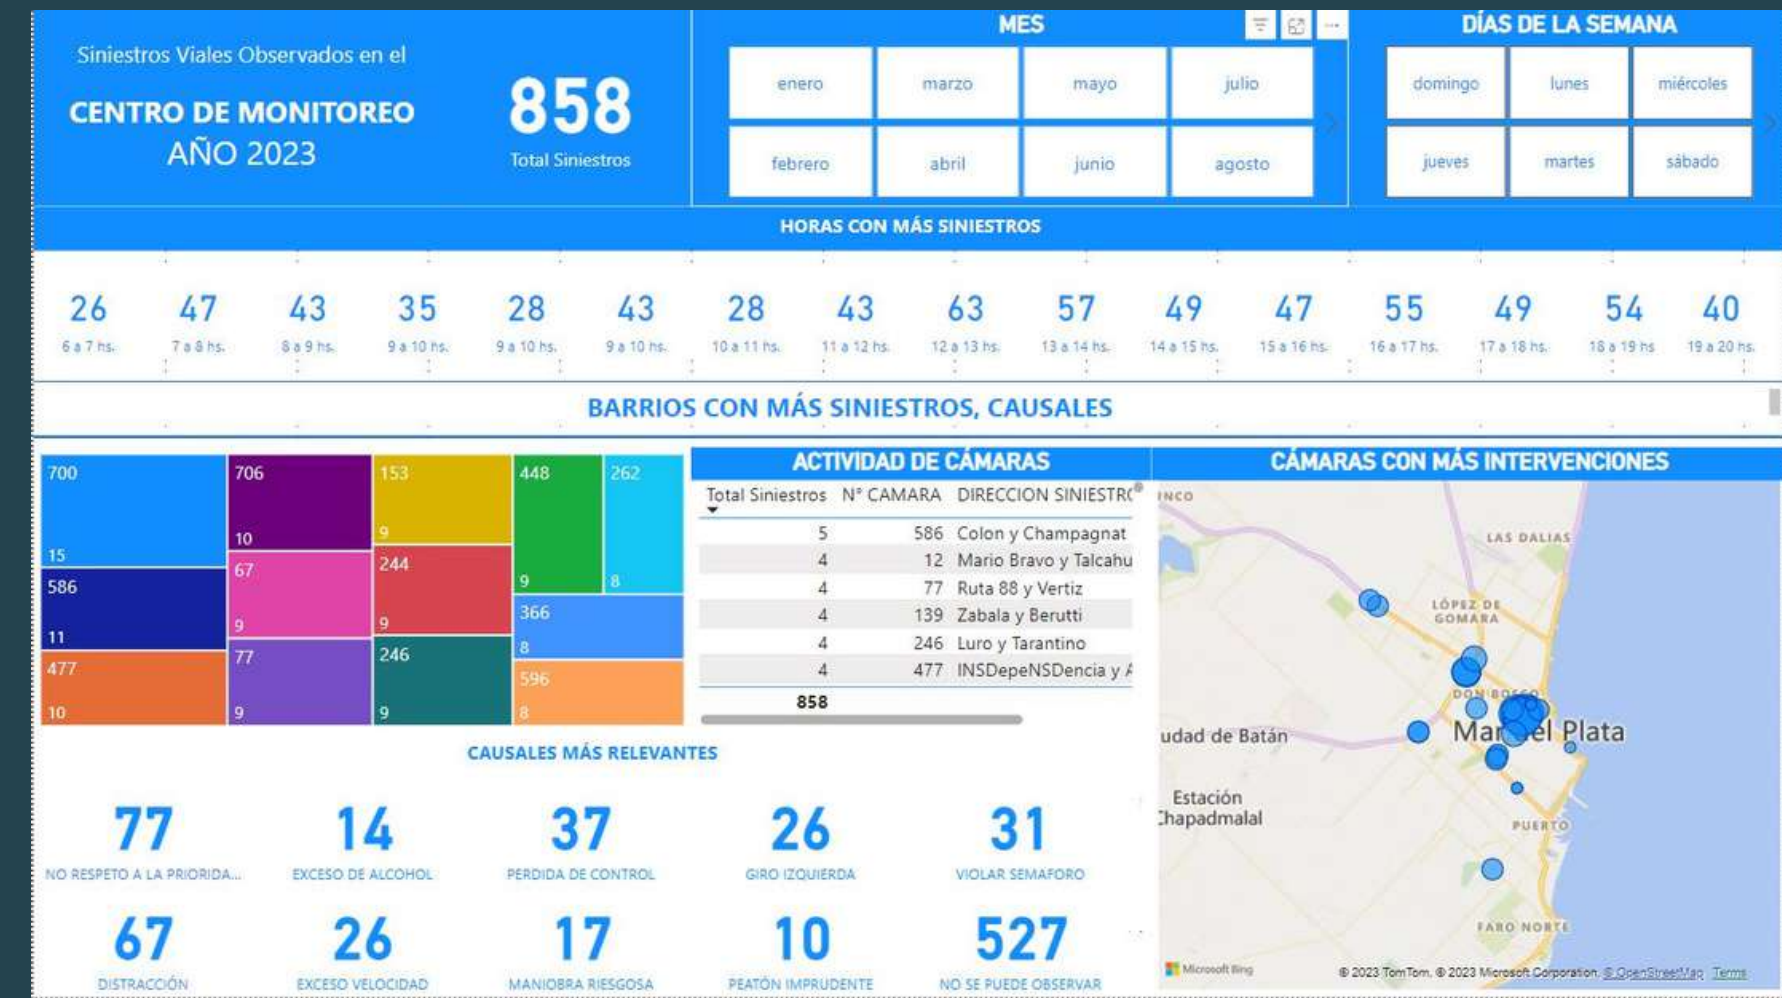 Siniestros Viales Observados en el
CENTRO DE MONITOREO
AÑO 2023
858
Total Siniestros
MES
enero marzo mayo julio
febrero abril junio agosto
DÍAS DE LA SEMANA
domingo lunes miércoles
jueves martes sábado
HORAS CON MÁS SINIESTROS
26 47 43 35 28 43 28 43 63 57 49 47 55 49 54 40
6 a 7 hs. 7 a 8 hs. 8 a 9 hs. 9 a 10 hs. 9 a 10 hs. 9 a 10 hs. 10 a 11 hs. 11 a 12 hs. 12 a 13 hs. 13 a 14 hs. 14 a 15 hs. 15 a 16 hs. 16 a 17 hs. 17 a 18 hs. 18 a 19 hs 19 a 20 hs.
BARRIOS CON MÁS SINIESTROS, CAUSALES
700
15
586
11
477
10
706
10
67
9
77
9
153
9
244
9
246
9
448
9
262
8
366
8
596
8
ACTIVIDAD DE CÁMARAS
Total Siniestros N° CAMARA DIRECCION SINIESTRO
5 586 Colon y Champagnat
4 12 Mario Bravo y Talcahu
4 77 Ruta 88 y Vertiz
4 139 Zabala y Berutti
4 246 Luro y Tarantino
4 477 INSDepeNSDencia y A
858
CÁMARAS CON MÁS INTERVENCIONES
INCO
LAS DALIAS
LÓPEZ DE
GOMARA
DON BOSCO
Mar del Plata
udad de Batán
Estación
Chapadmalal
PUERTO
FARO NORTE
Microsoft Bing
© 2023 TomTom, © 2023 Microsoft Corporation, © OpenStreetMap Terms
CAUSALES MÁS RELEVANTES
77 14 37 26 31
NO RESPETO A LA PRIORIDA... EXCESO DE ALCOHOL PERDIDA DE CONTROL GIRO IZQUIERDA VIOLAR SEMAFORO
67 26 17 10 527
DISTRACCIÓN EXCESO VELOCIDAD MANIOBRA RIESGOSA PEATÓN IMPRUDENTE NO SE PUEDE OBSERVAR